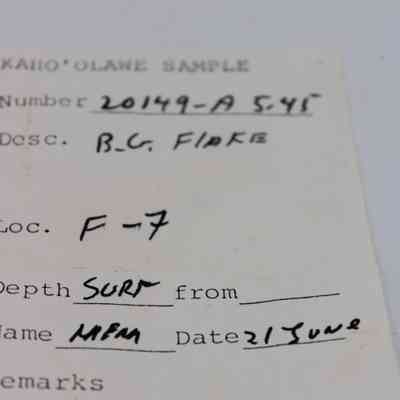 KAHO'OLAWE SAMPLE
Number 20149-A 5.45
Desc. B.G. FlAKE
Loc. F-7
Depth SURF from
Name MEM Date 21 June
emarks